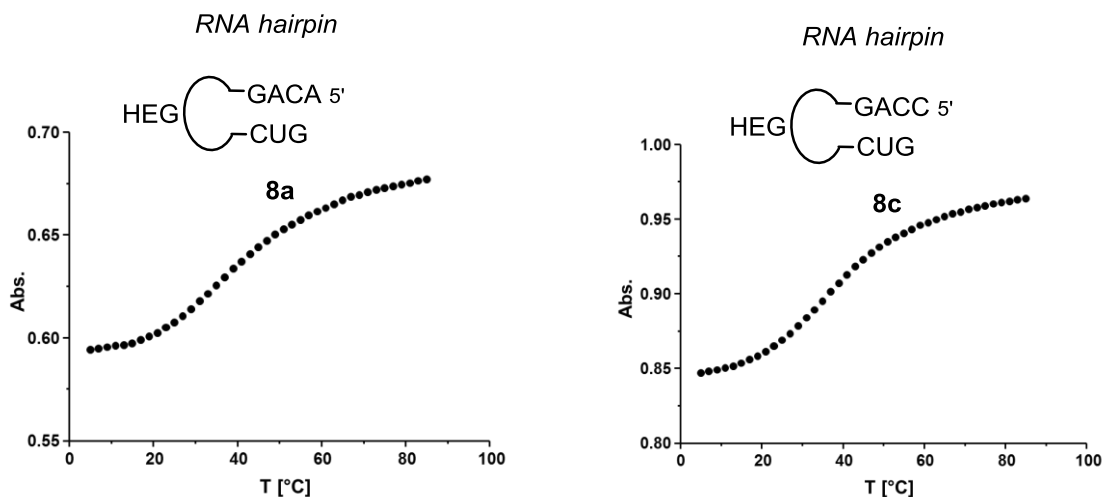 RNA hairpin
HEG
GACA 5'
CUG
8a
0.70
0.65
0.60
0.55
Abs.
0
20
40
60
80
100
T [°C]
RNA hairpin
HEG
GACC 5'
CUG
8c
1.00
0.95
0.90
0.85
0.80
Abs.
0
20
40
60
80
100
T [°C]